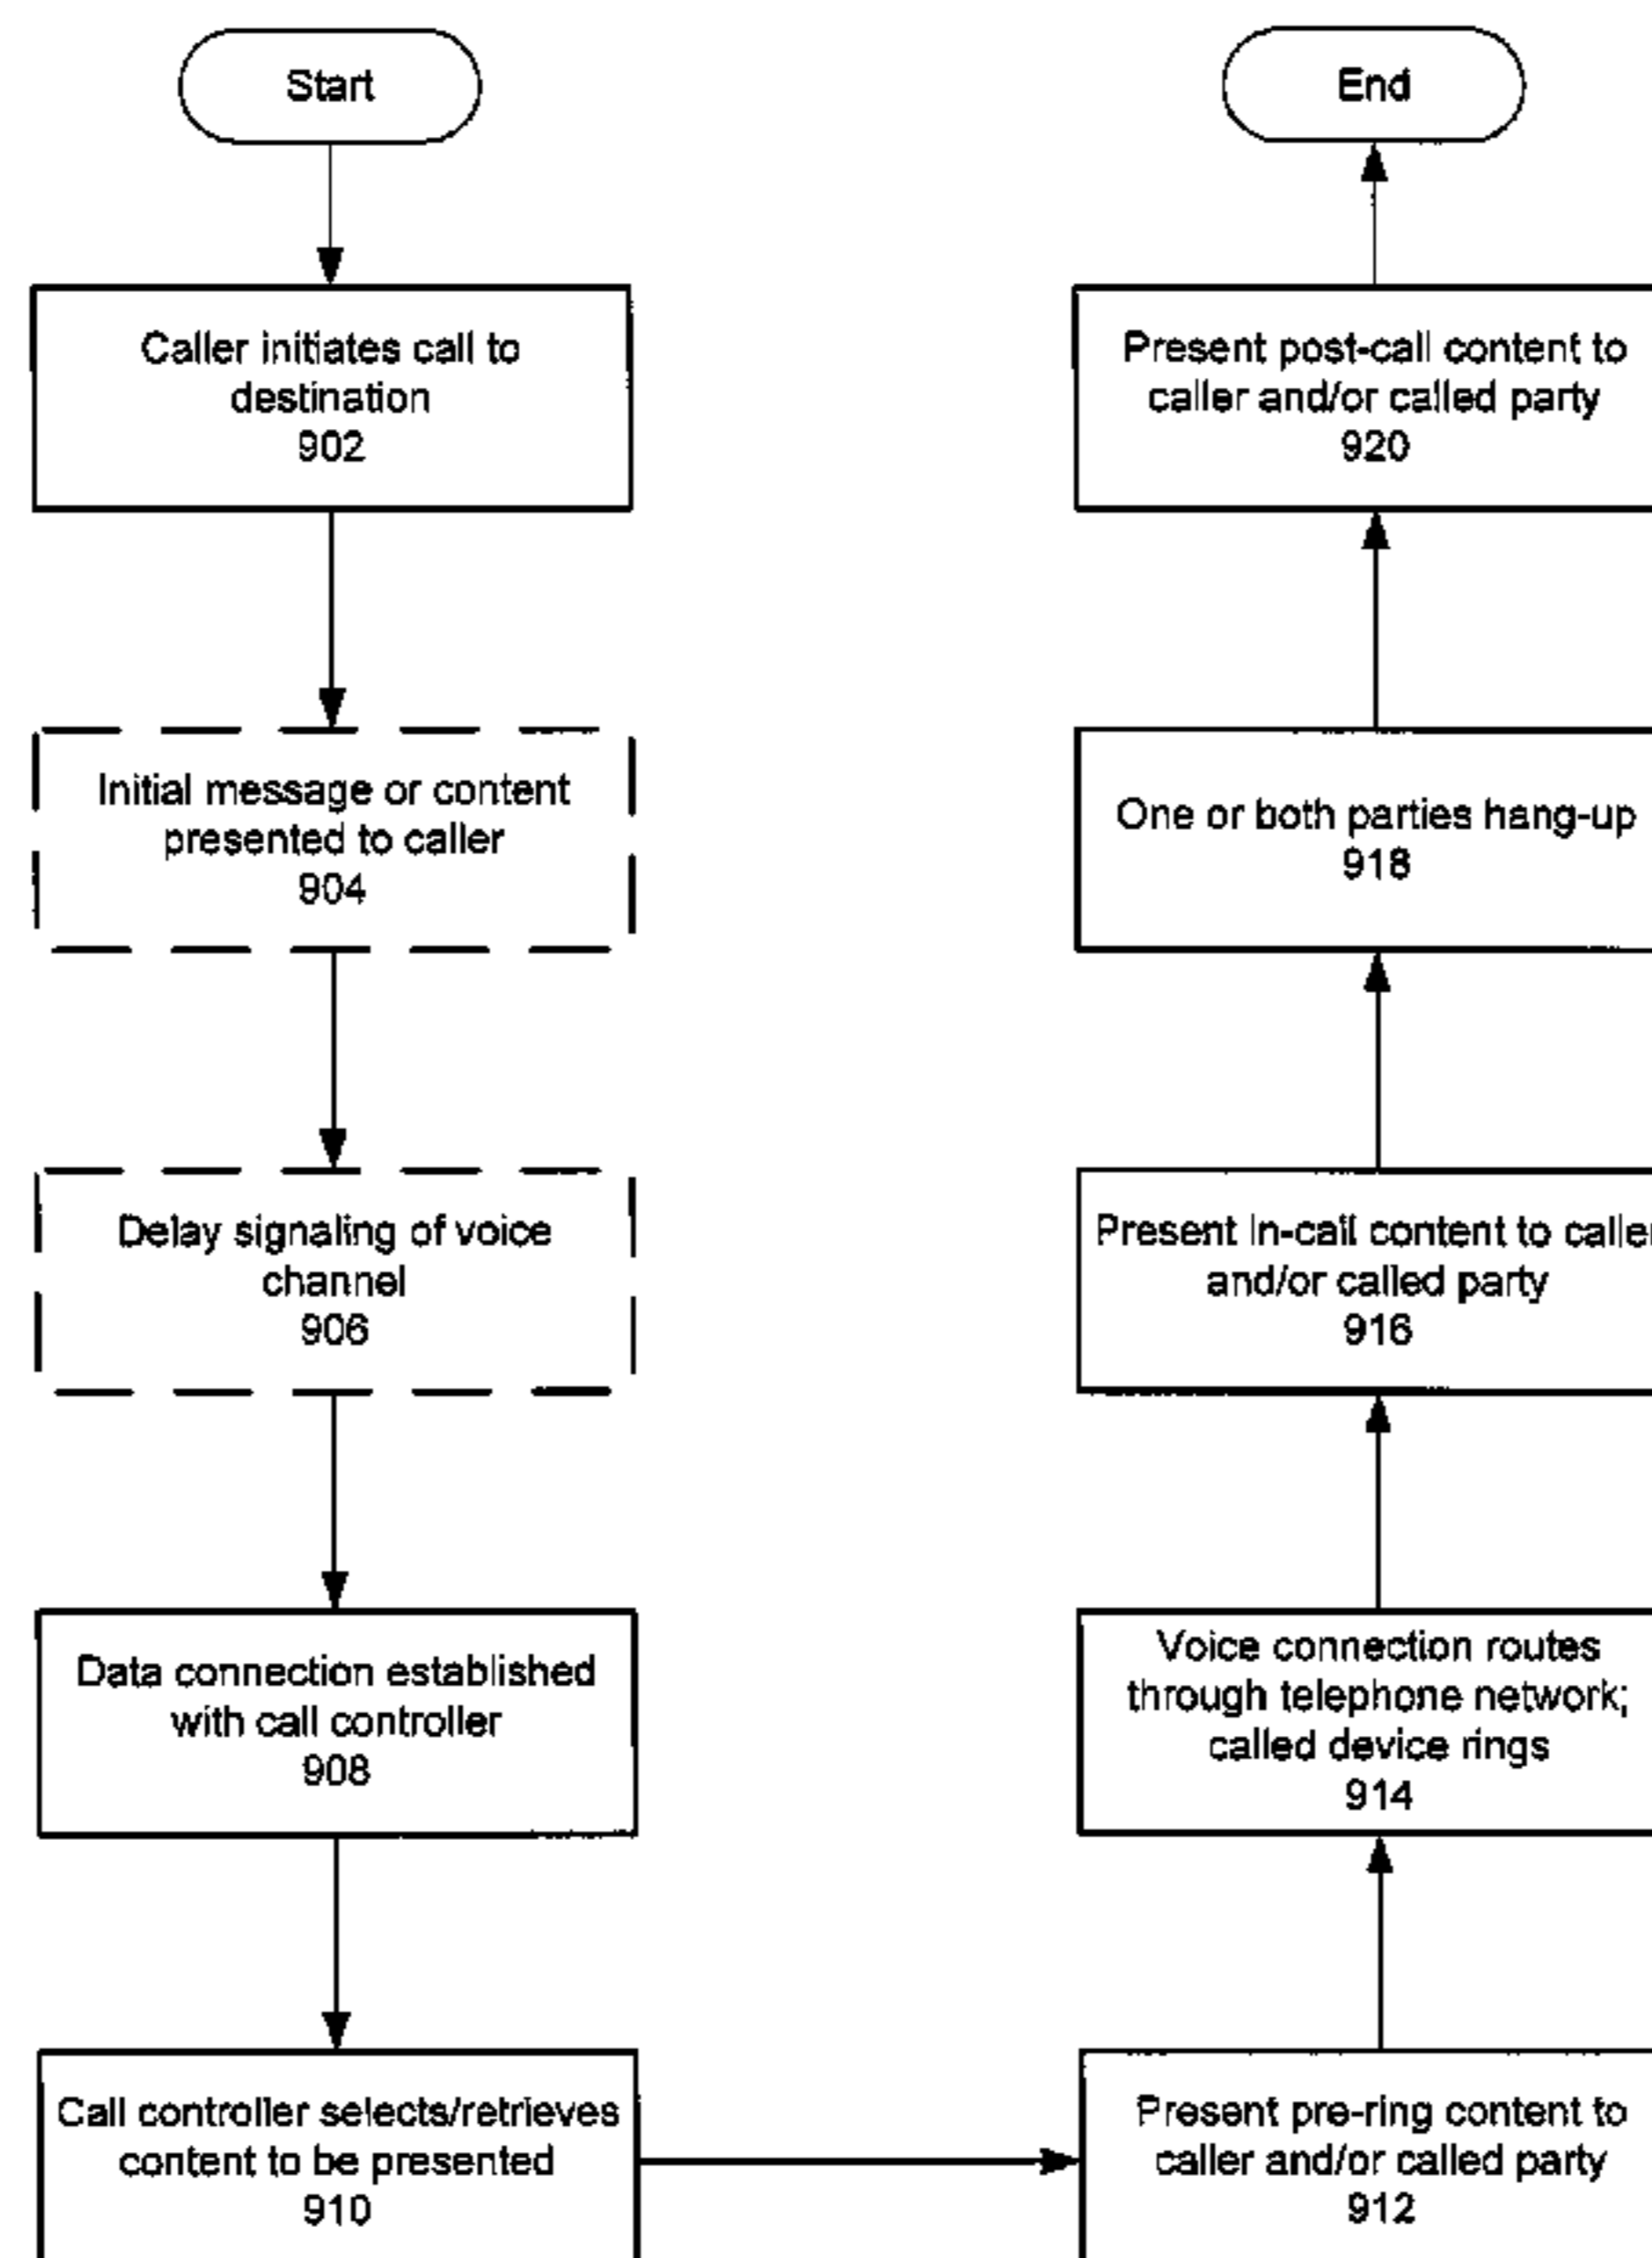 Start
Caller initiates call to
destination
902
Initial message or content
presented to caller
904
Delay signaling of voice
channel
906
Data connection established
with call controller
908
Call controller selects/retrieves
content to be presented
910
Present pre-ring content to
caller and/or called party
912
Voice connection routes
through telephone network;
called device rings
914
Present In-call content to caller
and/or called party
916
One or both parties hang-up
918
Present post-call content to
caller and/or called party
920
End